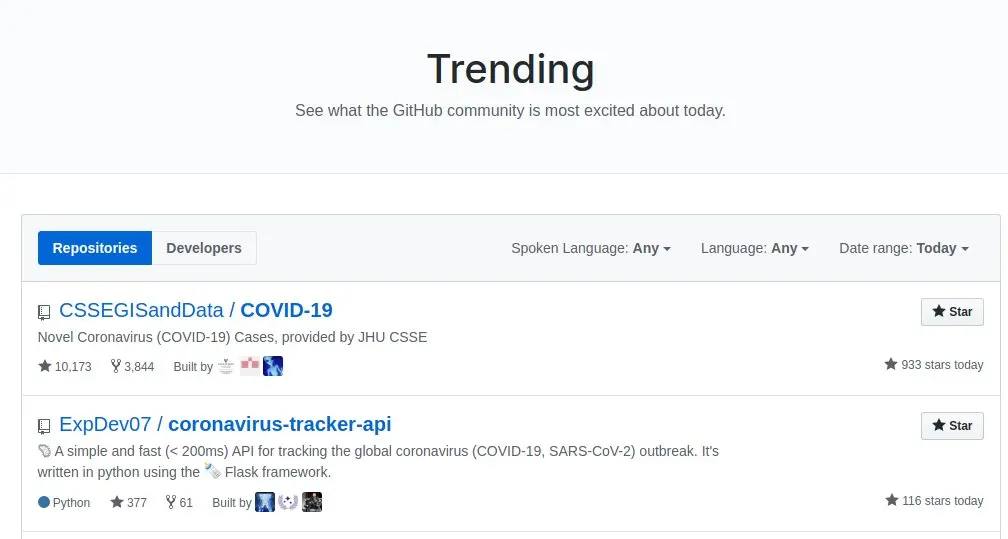 Trending
See what the GitHub community is most excited about today.
Repositories Developers Spoken Language: Any Language: Any Date range: Today
CSSEGISandData / COVID-19 Star
Novel Coronavirus (COVID-19) Cases, provided by JHU CSSE
10,173 3,844 Built by 933 stars today
ExpDev07 / coronavirus-tracker-api Star
A simple and fast (< 200ms) API for tracking the global coronavirus (COVID-19, SARS-CoV-2) outbreak. It's
written in python using the Flask framework.
Python 377 61 Built by 116 stars today